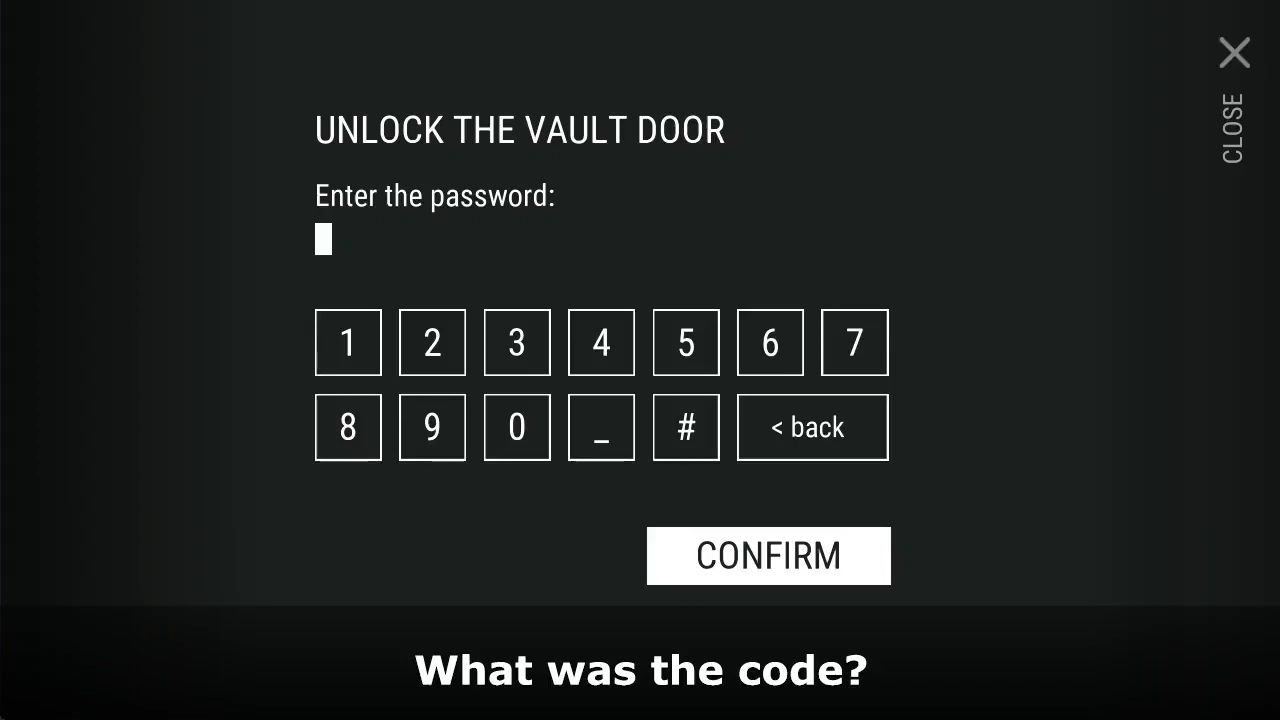 CLOSE
UNLOCK THE VAULT DOOR
Enter the password:
1 2 3 4 5 6 7
8 9 0 _ # < back
CONFIRM
What was the code?